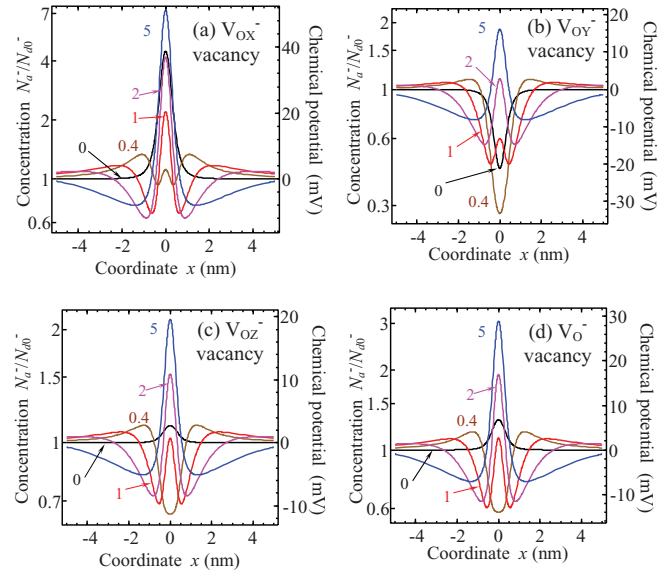 (a) V_OX^-
vacancy
Concentration N_a^-/N_d0^-
7
4
2
1
0.6
5
2
1
0.4
0
40
20
0
Chemical potential (mV)
-4 -2 0 2 4
Coordinate x (nm)
(b) V_OY^-
vacancy
Concentration N_a^-/N_d0^-
2
1
0.6
0.3
5
2
1
0
0.4
20
10
0
-10
-20
-30
Chemical potential (mV)
-4 -2 0 2 4
Coordinate x (nm)
(c) V_OZ^-
vacancy
Concentration N_a^-/N_d0^-
2
1.5
1
0.7
5
2
0.4
0
1
20
10
0
-10
Chemical potential (mV)
-4 -2 0 2 4
Coordinate x (nm)
(d) V_O^-
vacancy
Concentration N_a^-/N_d0^-
3
2
1.5
1
0.6
5
2
0.4
0
1
30
20
10
0
-10
Chemical potential (mV)
-4 -2 0 2 4
Coordinate x (nm)